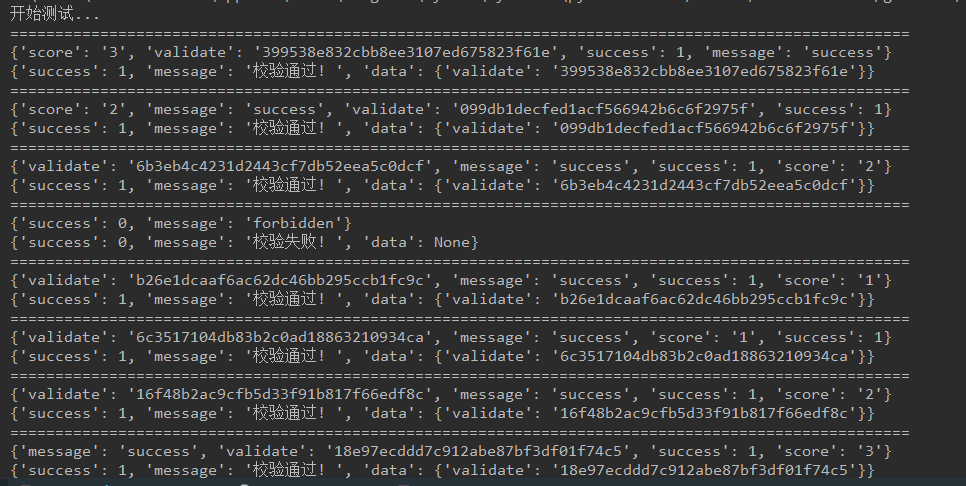 开始测试...
==========================================================================================
{'score': '3', 'validate': '399538e832cbb8ee3107ed675823f61e', 'success': 1, 'message': 'success'}
{'success': 1, 'message': '校验通过! ', 'data': {'validate': '399538e832cbb8ee3107ed675823f61e'}}
==========================================================================================
{'score': '2', 'message': 'success', 'validate': '099db1decfed1acf566942b6c6f2975f', 'success': 1}
{'success': 1, 'message': '校验通过! ', 'data': {'validate': '099db1decfed1acf566942b6c6f2975f'}}
==========================================================================================
{'validate': '6b3eb4c4231d2443cf7db52eea5c0dcf', 'message': 'success', 'success': 1, 'score': '2'}
{'success': 1, 'message': '校验通过! ', 'data': {'validate': '6b3eb4c4231d2443cf7db52eea5c0dcf'}}
==========================================================================================
{'success': 0, 'message': 'forbidden'}
{'success': 0, 'message': '校验失败! ', 'data': None}
==========================================================================================
{'validate': 'b26e1dcaaf6ac62dc46bb295ccb1fc9c', 'message': 'success', 'success': 1, 'score': '1'}
{'success': 1, 'message': '校验通过! ', 'data': {'validate': 'b26e1dcaaf6ac62dc46bb295ccb1fc9c'}}
==========================================================================================
{'validate': '6c3517104db83b2c0ad18863210934ca', 'message': 'success', 'score': '1', 'success': 1}
{'success': 1, 'message': '校验通过! ', 'data': {'validate': '6c3517104db83b2c0ad18863210934ca'}}
==========================================================================================
{'validate': '16f48b2ac9cfb5d33f91b817f66edf8c', 'message': 'success', 'success': 1, 'score': '2'}
{'success': 1, 'message': '校验通过! ', 'data': {'validate': '16f48b2ac9cfb5d33f91b817f66edf8c'}}
==========================================================================================
{'message': 'success', 'validate': '18e97ecddd7c912abe87bf3df01f74c5', 'success': 1, 'score': '3'}
{'success': 1, 'message': '校验通过! ', 'data': {'validate': '18e97ecddd7c912abe87bf3df01f74c5'}}